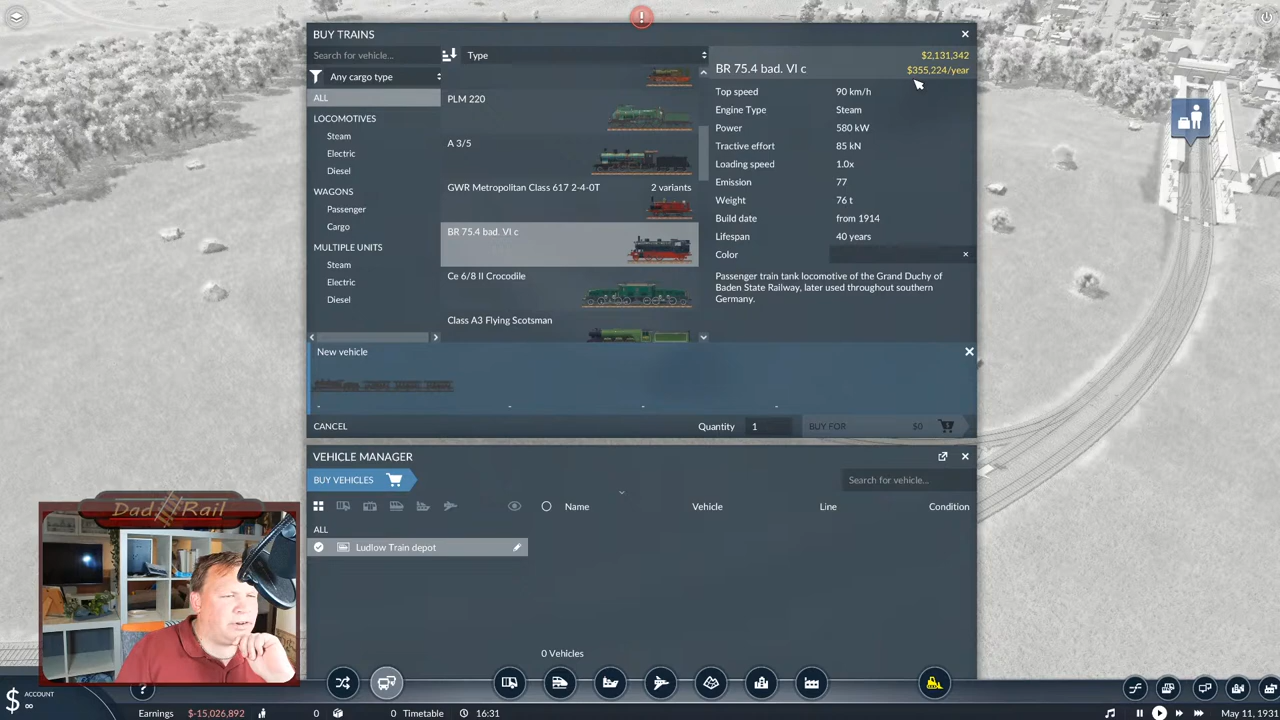 BUY TRAINS
Search for vehicle...
Type
$2,131,342
Any cargo type
BR 75.4 bad. VI c
$355,224/year
ALL
LOCOMOTIVES
Steam
Electric
Diesel
WAGONS
Passenger
Cargo
MULTIPLE UNITS
Steam
Electric
Diesel
PLM 220
A 3/5
GWR Metropolitan Class 617 2-4-0T 2 variants
BR 75.4 bad. VI c
Ce 6/8 II Crocodile
Class A3 Flying Scotsman
Top speed 90 km/h
Engine Type Steam
Power 580 kW
Tractive effort 85 kN
Loading speed 1.0x
Emission 77
Weight 76 t
Build date from 1914
Lifespan 40 years
Color
Passenger train tank locomotive of the Grand Duchy of
Baden State Railway, later used throughout southern
Germany.
New vehicle
- - - -
CANCEL
Quantity 1
BUY FOR $0
VEHICLE MANAGER
BUY VEHICLES
Search for vehicle...
Name Vehicle Line Condition
ALL
Ludlow Train depot
0 Vehicles
Dad Rail
$ ACCOUNT
∞
?
Earnings $-15,026,892 0 0 Timetable 16:31 May 11, 1931